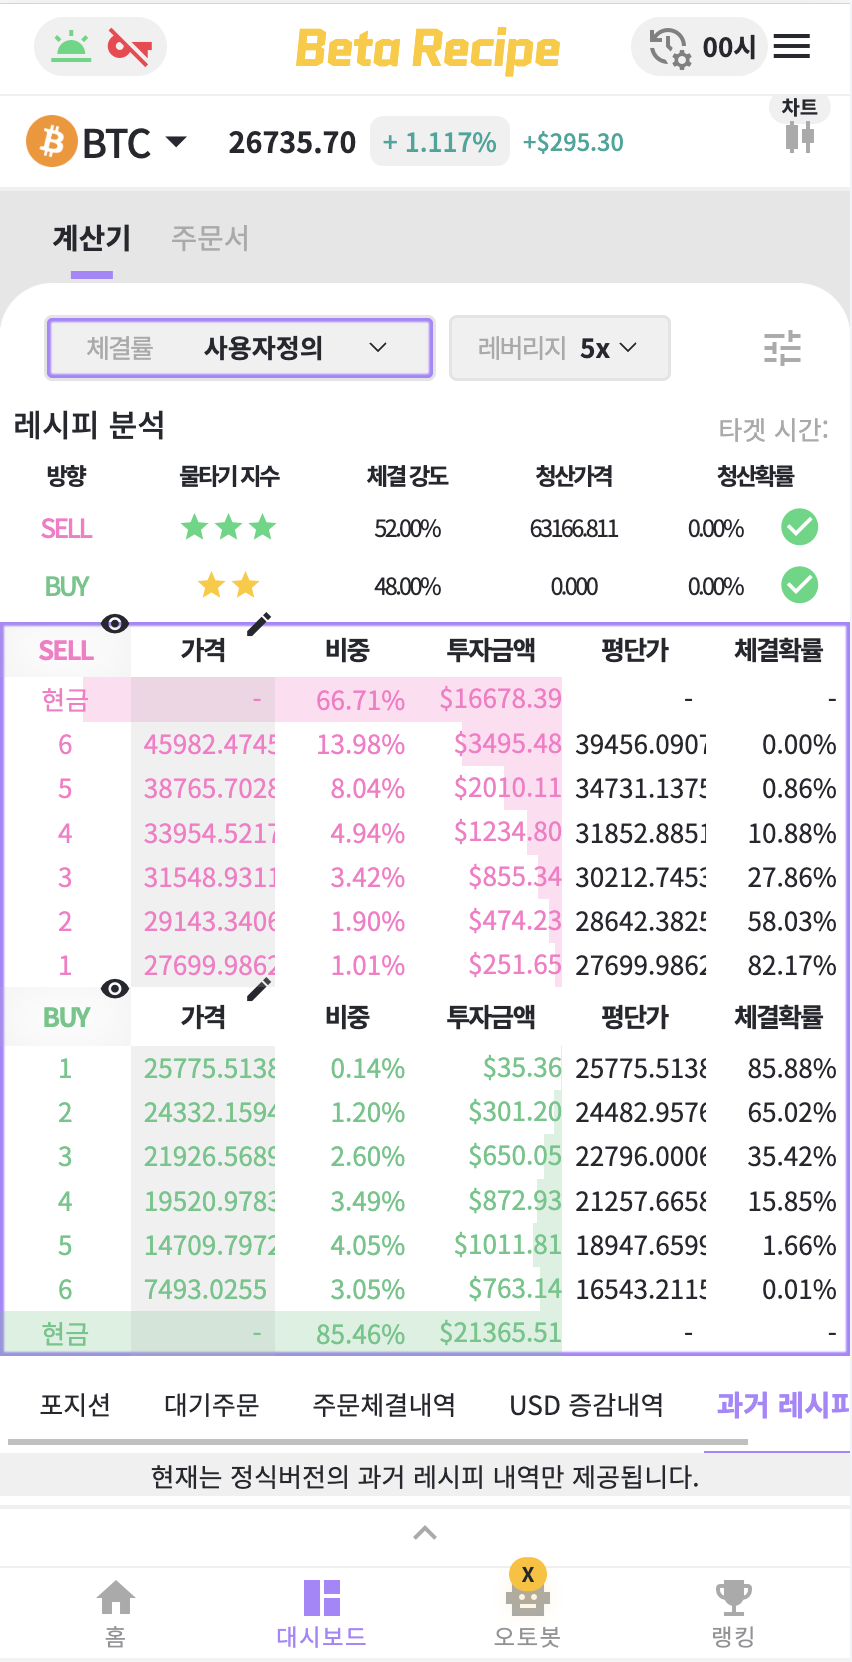 Beta Recipe 00시
차트
BTC 26735.70 + 1.117% +$295.30
계산기 주문서
체결률 사용자정의 레버리지 5x
레시피 분석 타겟 시간:
방향 물타기 지수 체결 강도 청산가격 청산확률
SELL 52.00% 63166.811 0.00%
BUY 48.00% 0.000 0.00%
SELL 가격 비중 투자금액 평단가 체결확률
현금 - 66.71% $16678.39 - -
6 45982.4745 13.98% $3495.48 39456.0907 0.00%
5 38765.7028 8.04% $2010.11 34731.1375 0.86%
4 33954.5217 4.94% $1234.80 31852.8851 10.88%
3 31548.9311 3.42% $855.34 30212.7453 27.86%
2 29143.3406 1.90% $474.23 28642.3825 58.03%
1 27699.9862 1.01% $251.65 27699.9862 82.17%
BUY 가격 비중 투자금액 평단가 체결확률
1 25775.5138 0.14% $35.36 25775.5138 85.88%
2 24332.1594 1.20% $301.20 24482.9576 65.02%
3 21926.5689 2.60% $650.05 22796.0006 35.42%
4 19520.9783 3.49% $872.93 21257.6658 15.85%
5 14709.7972 4.05% $1011.81 18947.6599 1.66%
6 7493.0255 3.05% $763.14 16543.2115 0.01%
현금 - 85.46% $21365.51 - -
포지션 대기주문 주문체결내역 USD 증감내역 과거 레시피
현재는 정식버전의 과거 레시피 내역만 제공됩니다.
X
홈 대시보드 오토봇 랭킹